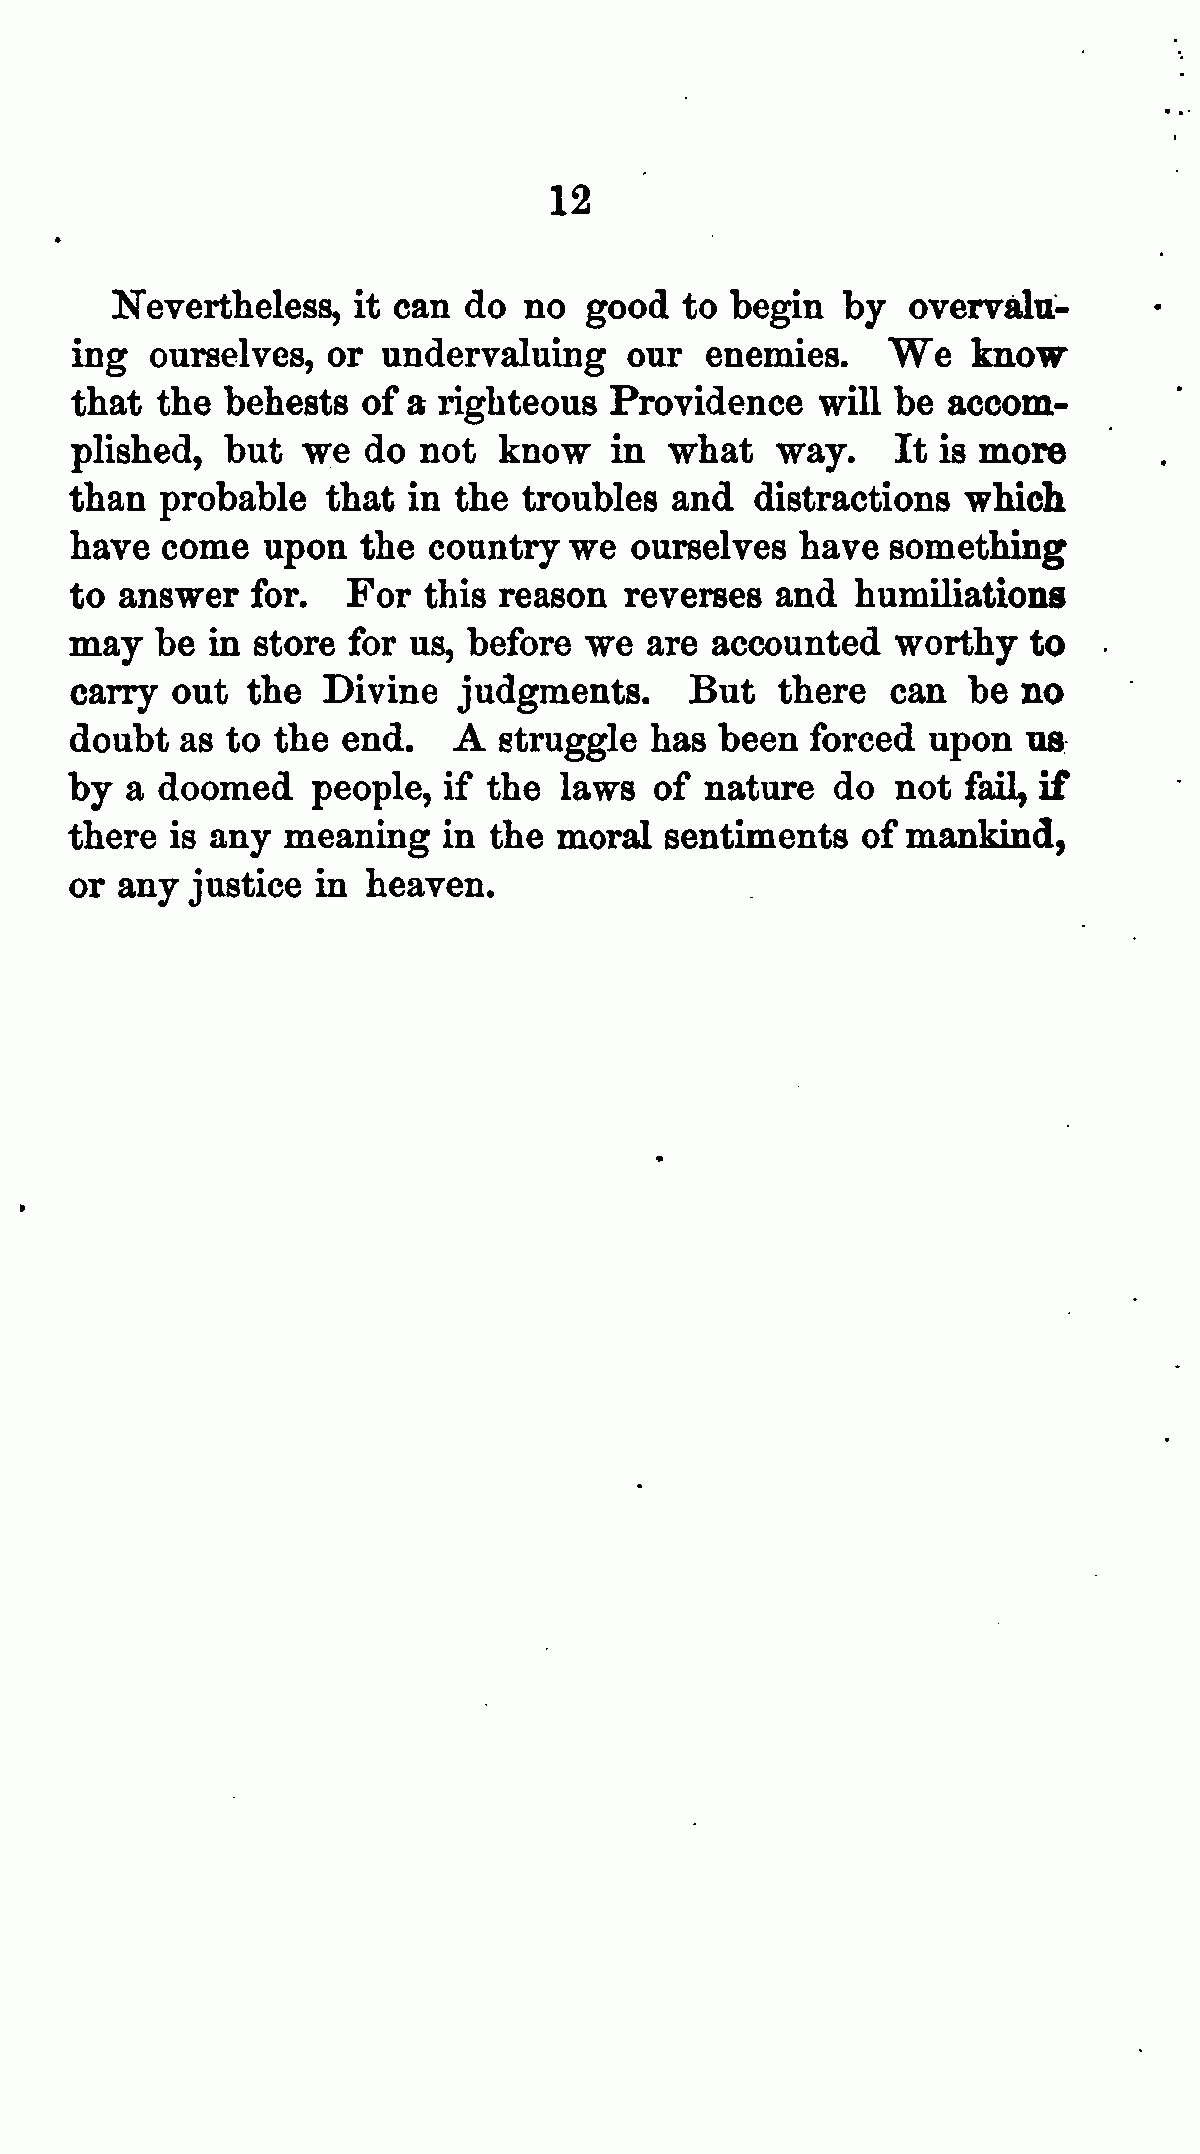 12
Nevertheless, it can do no good to begin by overvalu-
ing ourselves, or undervaluing our enemies. We know
that the behests of a righteous Providence will be accom-
plished, but we do not know in what way. It is more
than probable that in the troubles and distractions which
have come upon the country we ourselves have something
to answer for. For this reason reverses and humiliations
may be in store for us, before we are accounted worthy to
carry out the Divine judgments. But there can be no
doubt as to the end. A struggle has been forced upon us
by a doomed people, if the laws of nature do not fail, if
there is any meaning in the moral sentiments of mankind,
or any justice in heaven.